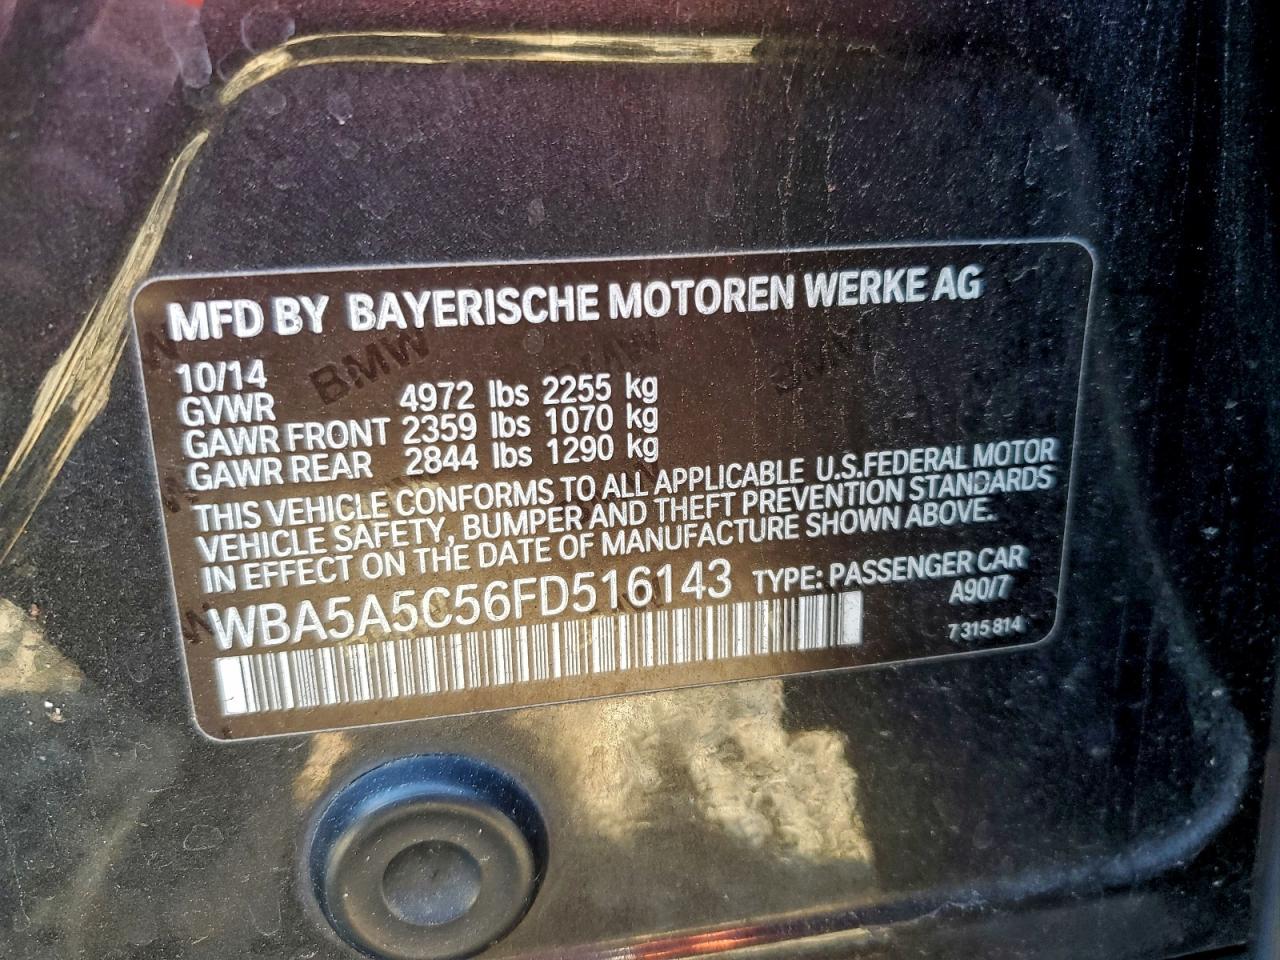 MFD BY BAYERISCHE MOTOREN WERKE AG
10/14
GVWR 4972 lbs 2255 kg
GAWR FRONT 2359 lbs 1070 kg
GAWR REAR 2844 lbs 1290 kg
THIS VEHICLE CONFORMS TO ALL APPLICABLE U.S.FEDERAL MOTOR
VEHICLE SAFETY, BUMPER AND THEFT PREVENTION STANDARDS
IN EFFECT ON THE DATE OF MANUFACTURE SHOWN ABOVE.
WBA5A5C56FD516143 TYPE: PASSENGER CAR
A90/7
7 315 814
BMW
BMW
BMW